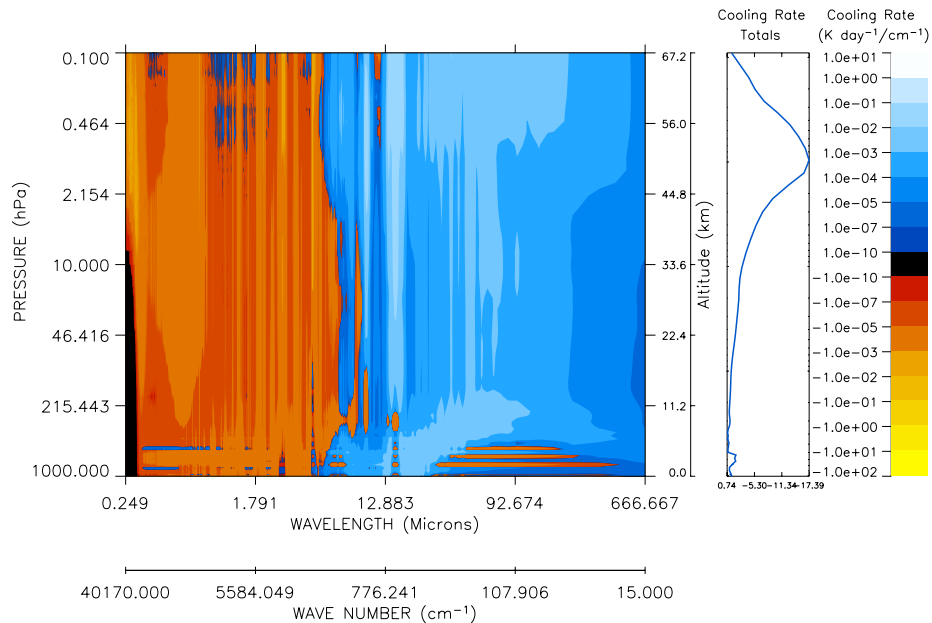 Cooling Rate
Totals
Cooling Rate
(K day⁻¹/cm⁻¹)
0.100
0.464
2.154
10.000
46.416
215.443
1000.000
PRESSURE (hPa)
67.2
56.0
44.8
33.6
22.4
11.2
0.0
Altitude (km)
1.0e+01
1.0e+00
1.0e-01
1.0e-02
1.0e-03
1.0e-04
1.0e-05
1.0e-07
1.0e-10
-1.0e-10
-1.0e-07
-1.0e-05
-1.0e-03
-1.0e-02
-1.0e-01
-1.0e+00
-1.0e+01
-1.0e+02
0.74 -5.30 -11.34 -17.39
0.249 1.791 12.883 92.674 666.667
WAVELENGTH (Microns)
40170.000 5584.049 776.241 107.906 15.000
WAVE NUMBER (cm⁻¹)